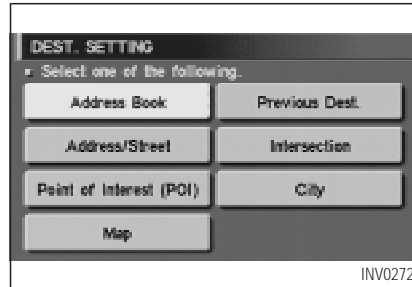 DEST. SETTING
Select one of the following.
Address Book
Previous Dest.
Address/Street
Intersection
Point of Interest (POI)
City
Map
INV0272